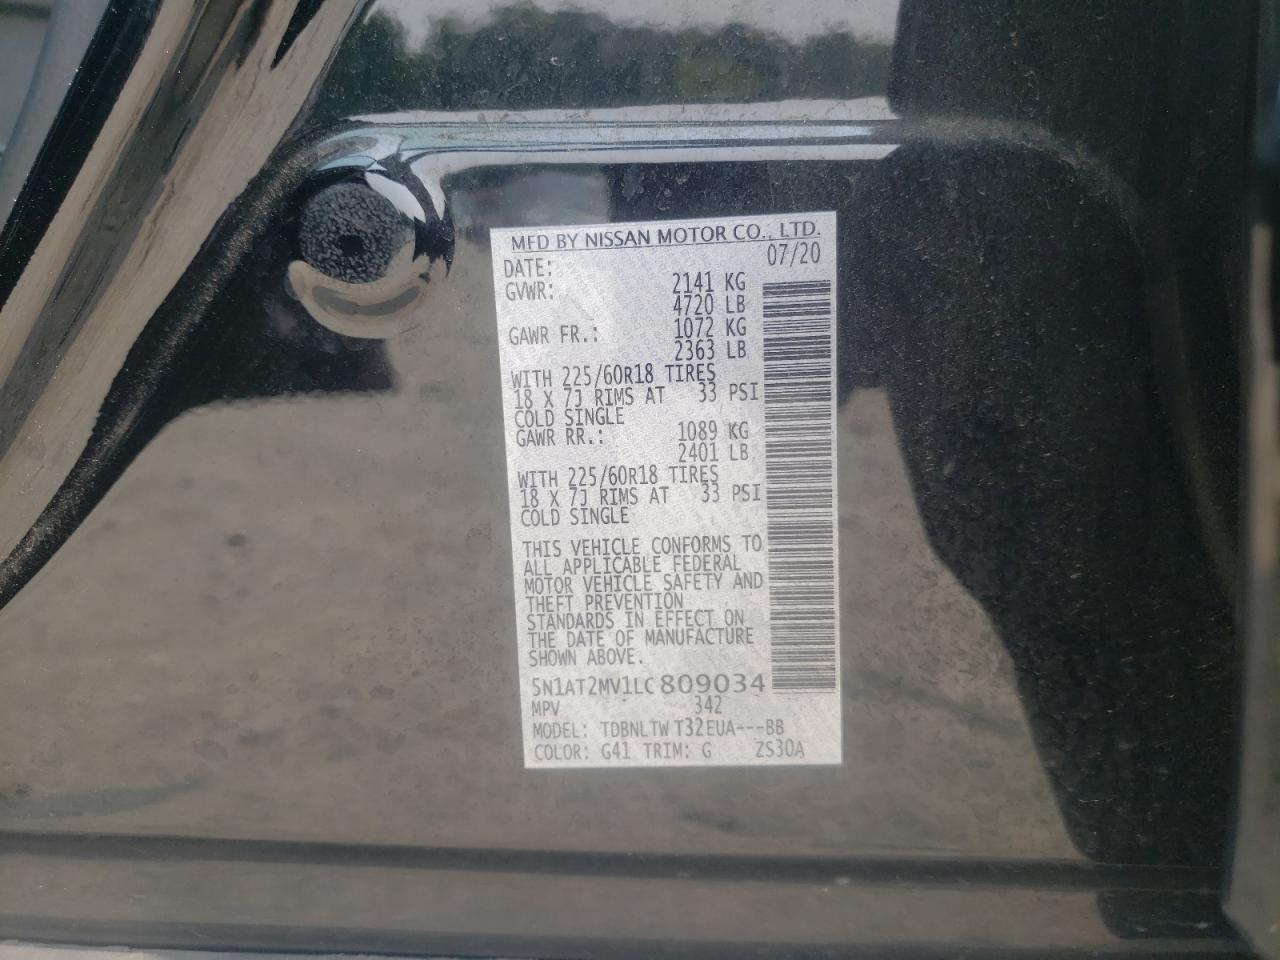 MFD BY NISSAN MOTOR CO., LTD.
DATE: 07/20
GVWR: 2141 KG
4720 LB
GAWR FR.: 1072 KG
2363 LB
WITH 225/60R18 TIRES
18 X 7J RIMS AT 33 PSI
COLD SINGLE
GAWR RR.: 1089 KG
2401 LB
WITH 225/60R18 TIRES
18 X 7J RIMS AT 33 PSI
COLD SINGLE
THIS VEHICLE CONFORMS TO
ALL APPLICABLE FEDERAL
MOTOR VEHICLE SAFETY AND
THEFT PREVENTION
STANDARDS IN EFFECT ON
THE DATE OF MANUFACTURE
SHOWN ABOVE.
5N1AT2MV1LC809034
MPV 342
MODEL: TDBNLTW T32EUA---BB
COLOR: G41 TRIM: G ZS30A